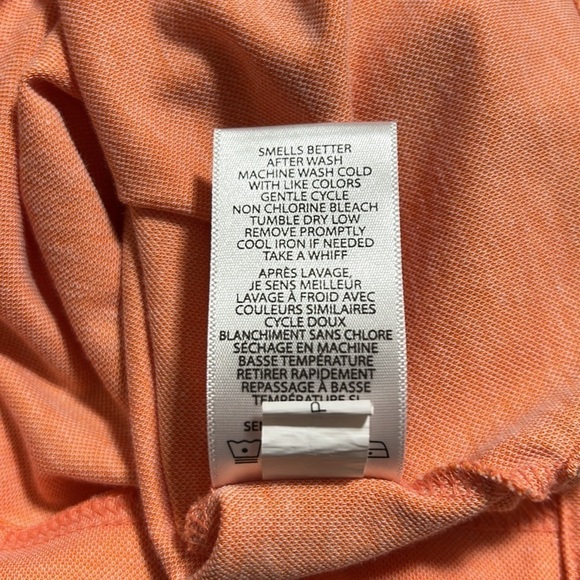 SMELLS BETTER
AFTER WASH
MACHINE WASH COLD
WITH LIKE COLORS
GENTLE CYCLE
NON CHLORINE BLEACH
TUMBLE DRY LOW
REMOVE PROMPTLY
COOL IRON IF NEEDED
TAKE A WHIFF
APRÈS LAVAGE,
JE SENS MEILLEUR
LAVAGE À FROID AVEC
COULEURS SIMILAIRES
CYCLE DOUX
BLANCHIMENT SANS CHLORE
SÉCHAGE EN MACHINE
BASSE TEMPÉRATURE
RETIRER RAPIDEMENT
REPASSAGE À BASSE
TEMPÉRATURE SI
P